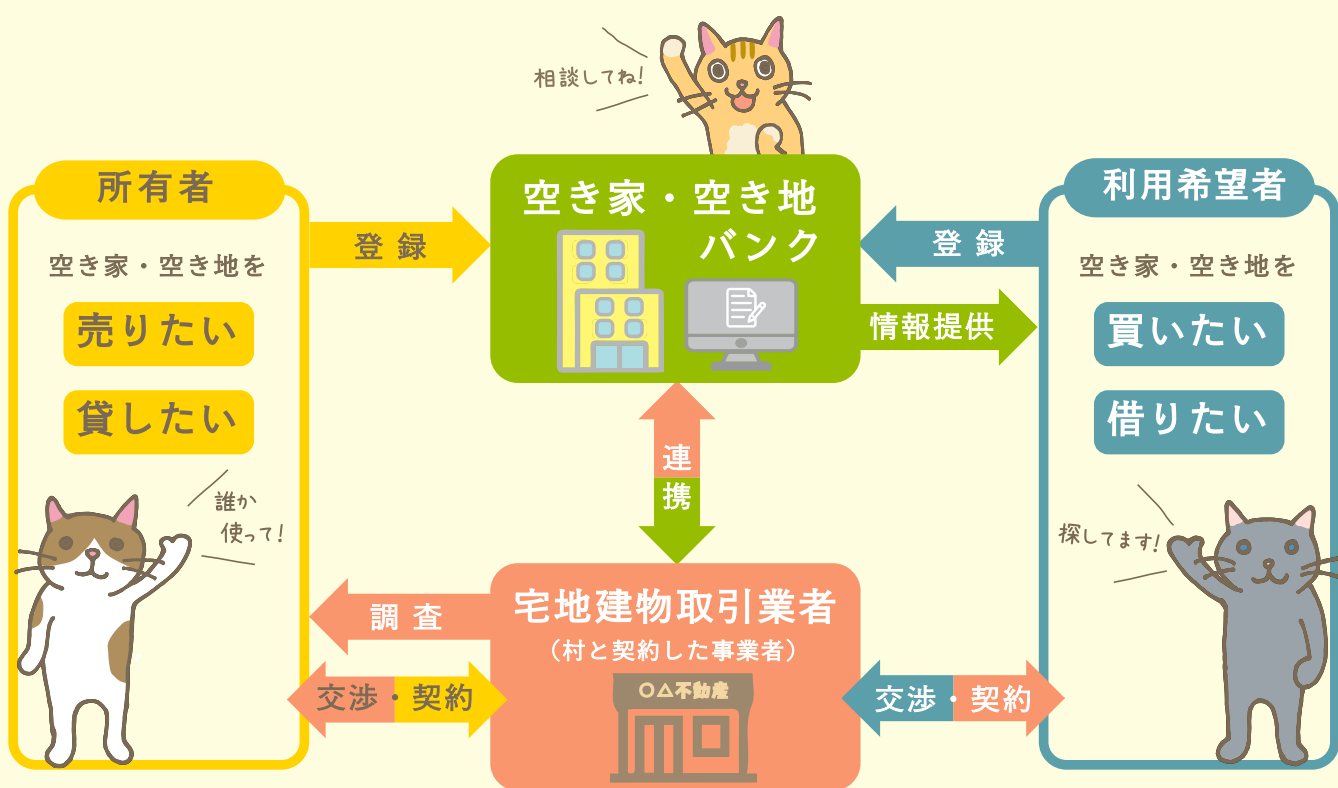 相談してね!
所有者
空き家・空き地を
売りたい
貸したい
誰か
使って!
登録
空き家・空き地
バンク
登録
情報提供
利用希望者
空き家・空き地を
買いたい
借りたい
探してます!
連
携
調査
交渉・契約
宅地建物取引業者
(村と契約した事業者)
〇△不動産
交渉・契約